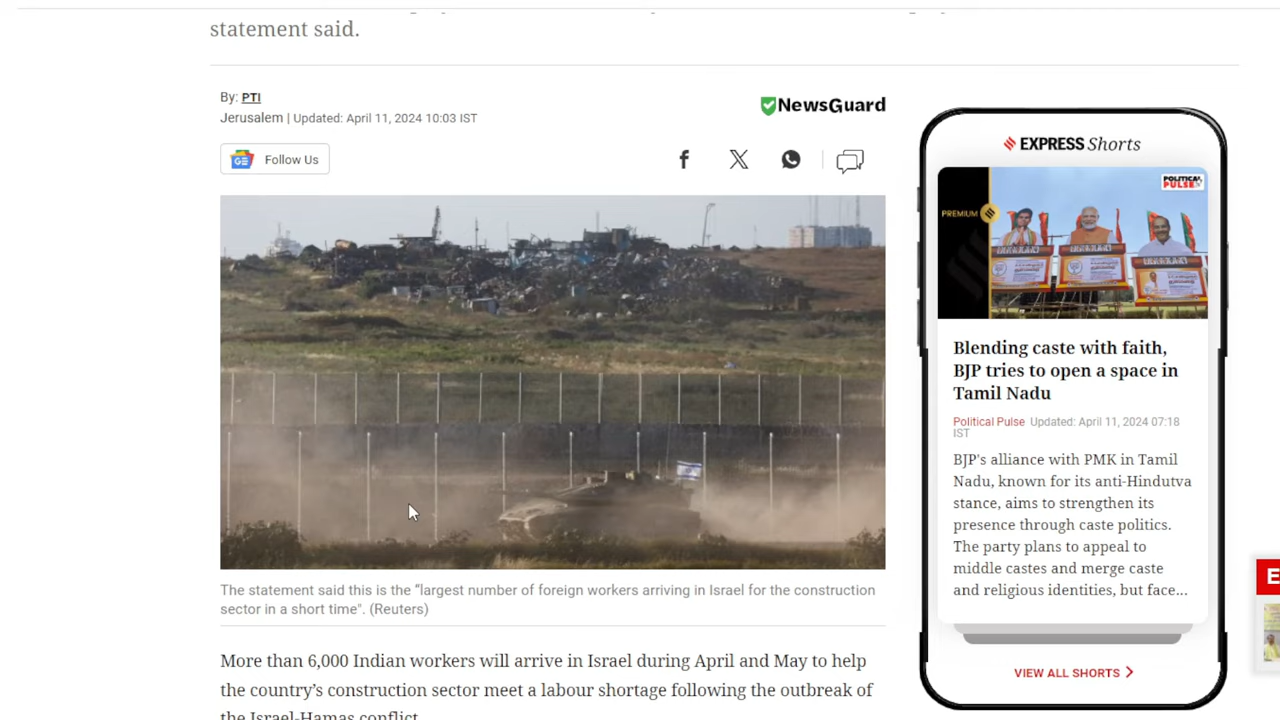 statement said.
By: PTI
Jerusalem | Updated: April 11, 2024 10:03 IST
NewsGuard
GE Follow Us
The statement said this is the “largest number of foreign workers arriving in Israel for the construction
sector in a short time". (Reuters)
More than 6,000 Indian workers will arrive in Israel during April and May to help
the country’s construction sector meet a labour shortage following the outbreak of
the Israel-Hamas conflict
EXPRESS Shorts
POLITICAL
PULSE
PREMIUM
Blending caste with faith,
BJP tries to open a space in
Tamil Nadu
Political Pulse Updated: April 11, 2024 07:18
IST
BJP's alliance with PMK in Tamil
Nadu, known for its anti-Hindutva
stance, aims to strengthen its
presence through caste politics.
The party plans to appeal to
middle castes and merge caste
and religious identities, but face...
VIEW ALL SHORTS
E